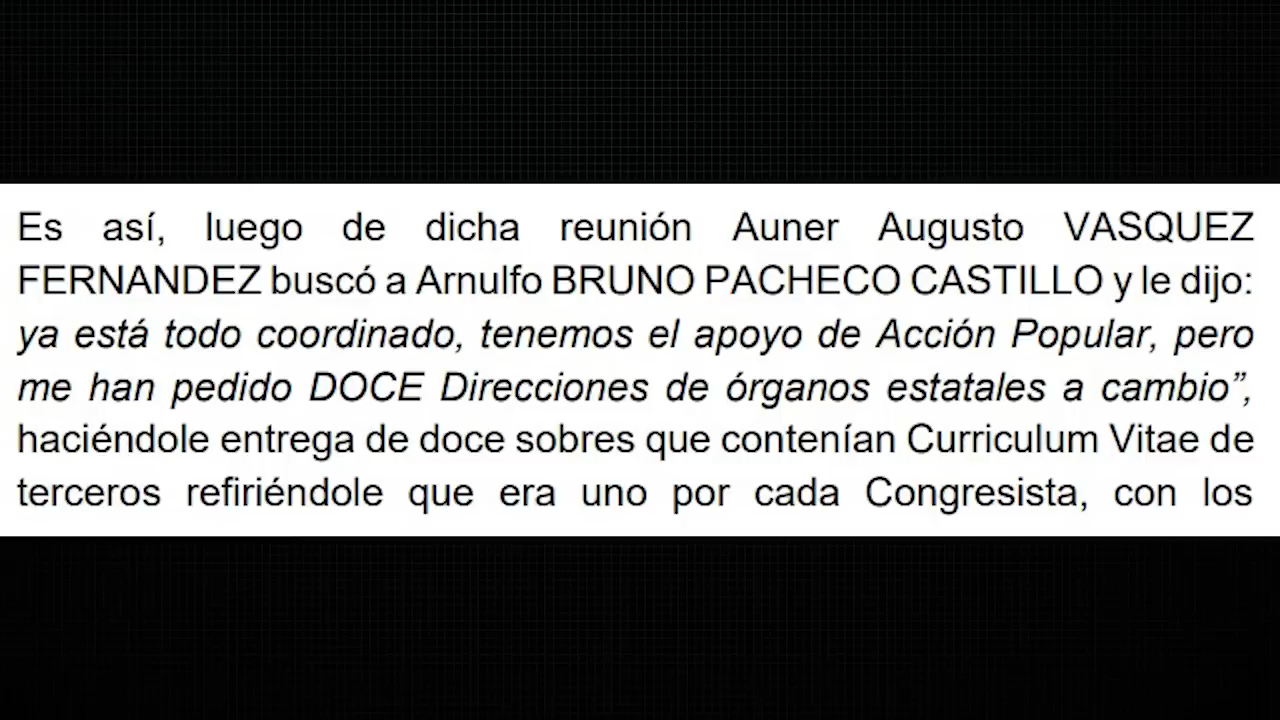 Es así, luego de dicha reunión Auner Augusto VASQUEZ
FERNANDEZ buscó a Arnulfo BRUNO PACHECO CASTILLO y le dijo:
ya está todo coordinado, tenemos el apoyo de Acción Popular, pero
me han pedido DOCE Direcciones de órganos estatales a cambio”,
haciéndole entrega de doce sobres que contenían Curriculum Vitae de
terceros refiriéndole que era uno por cada Congresista, con los